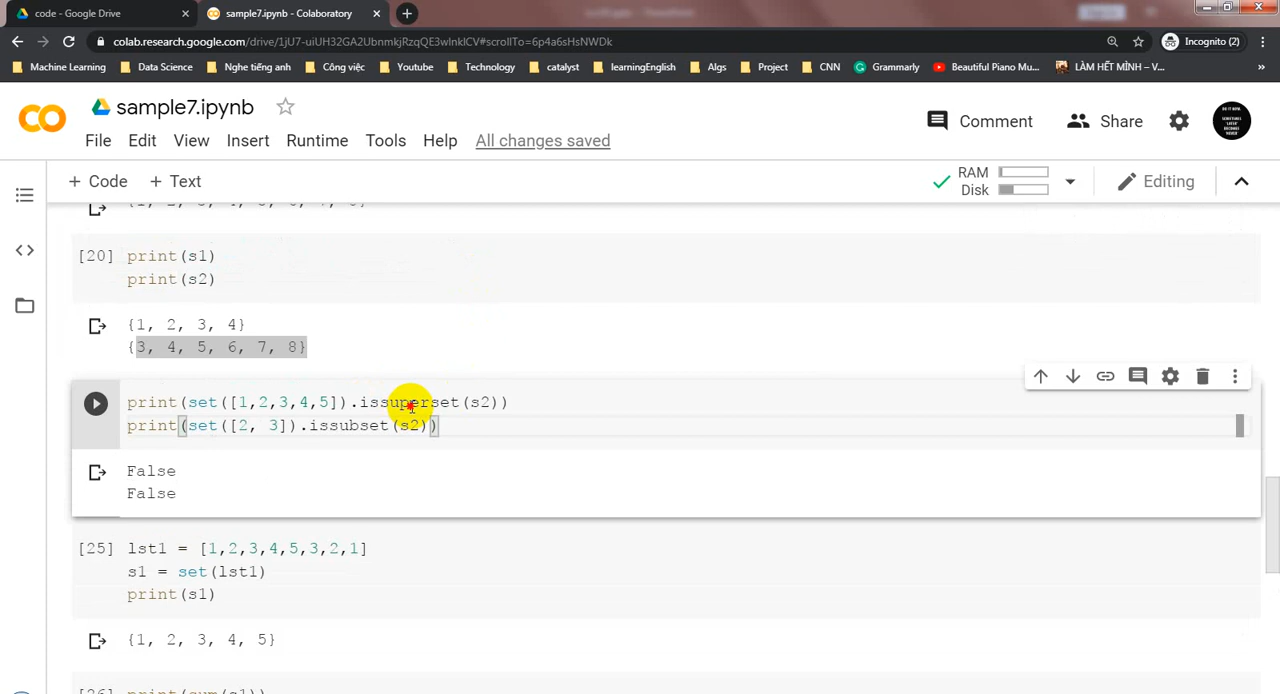 code - Google Drive
sample7.ipynb - Colaboratory
colab.research.google.com/drive/1jU7-uiUH32GA2UbnmkjRzqQE3wlnklCV#scrollTo=6p4a6sHsNWDk
Incognito (2)
Machine Learning Data Science Nghe tiếng anh Công việc Youtube Technology catalyst learningEnglish Algs Project CNN Grammarly Beautiful Piano Mu... LÀM HẾT MÌNH – V... »
sample7.ipynb
Comment Share
File Edit View Insert Runtime Tools Help All changes saved
+ Code + Text
RAM
Disk
Editing
[20] print(s1)
print(s2)
{1, 2, 3, 4}
{3, 4, 5, 6, 7, 8}
print(set([1,2,3,4,5]).issuperset(s2))
print(set([2, 3]).issubset(s2))
False
False
[25] lst1 = [1,2,3,4,5,3,2,1]
s1 = set(lst1)
print(s1)
{1, 2, 3, 4, 5}
[26] print(sum(s1))